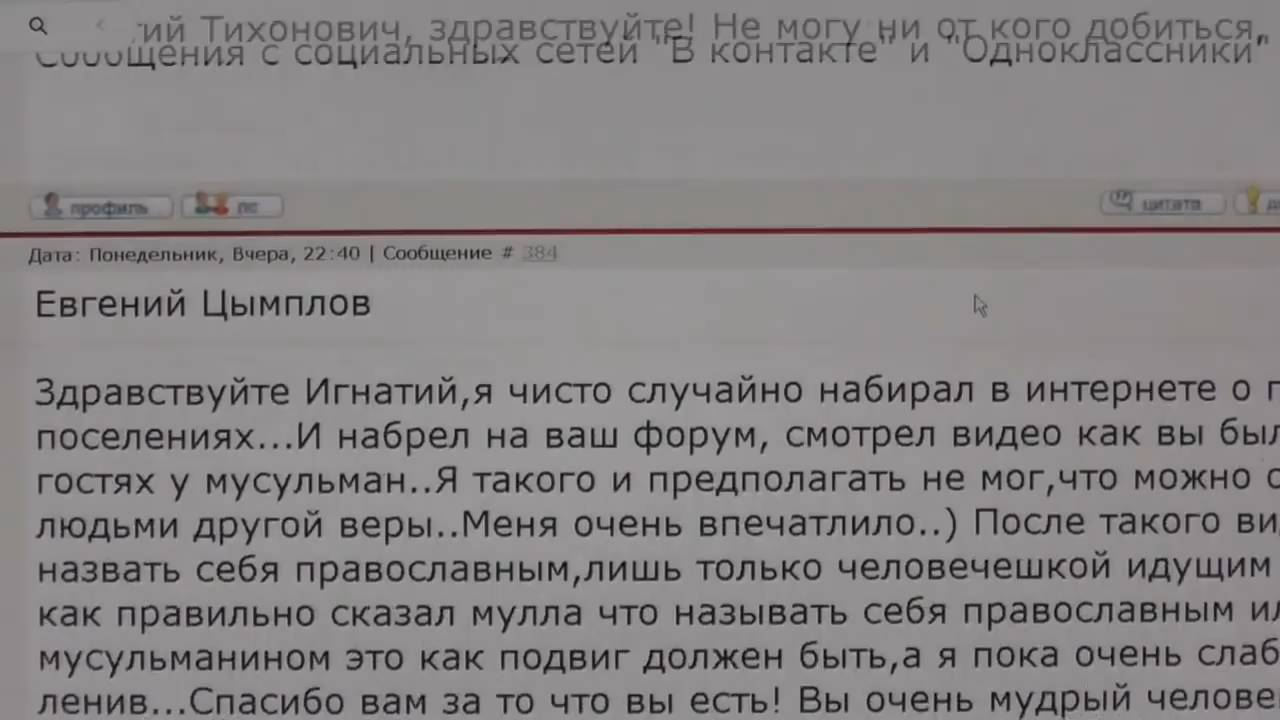 ий Тихонович, здравствуйте! Не могу ни от кого добиться,
Сообщения с социальных сетей "В контакте" и "Одноклассники"
профиль пс цитата
Дата: Понедельник, Вчера, 22:40 | Сообщение # 384
Евгений Цымплов
Здравствуйте Игнатий,я чисто случайно набирал в интернете о п
поселениях...И набрел на ваш форум, смотрел видео как вы был
гостях у мусульман..Я такого и предполагать не мог,что можно с
людьми другой веры..Меня очень впечатлило..) После такого ви
назвать себя православным,лишь только человечешкой идущим
как правильно сказал мулла что называть себя православным ил
мусульманином это как подвиг должен быть,а я пока очень слаб
ленив...Спасибо вам за то что вы есть! Вы очень мудрый челове